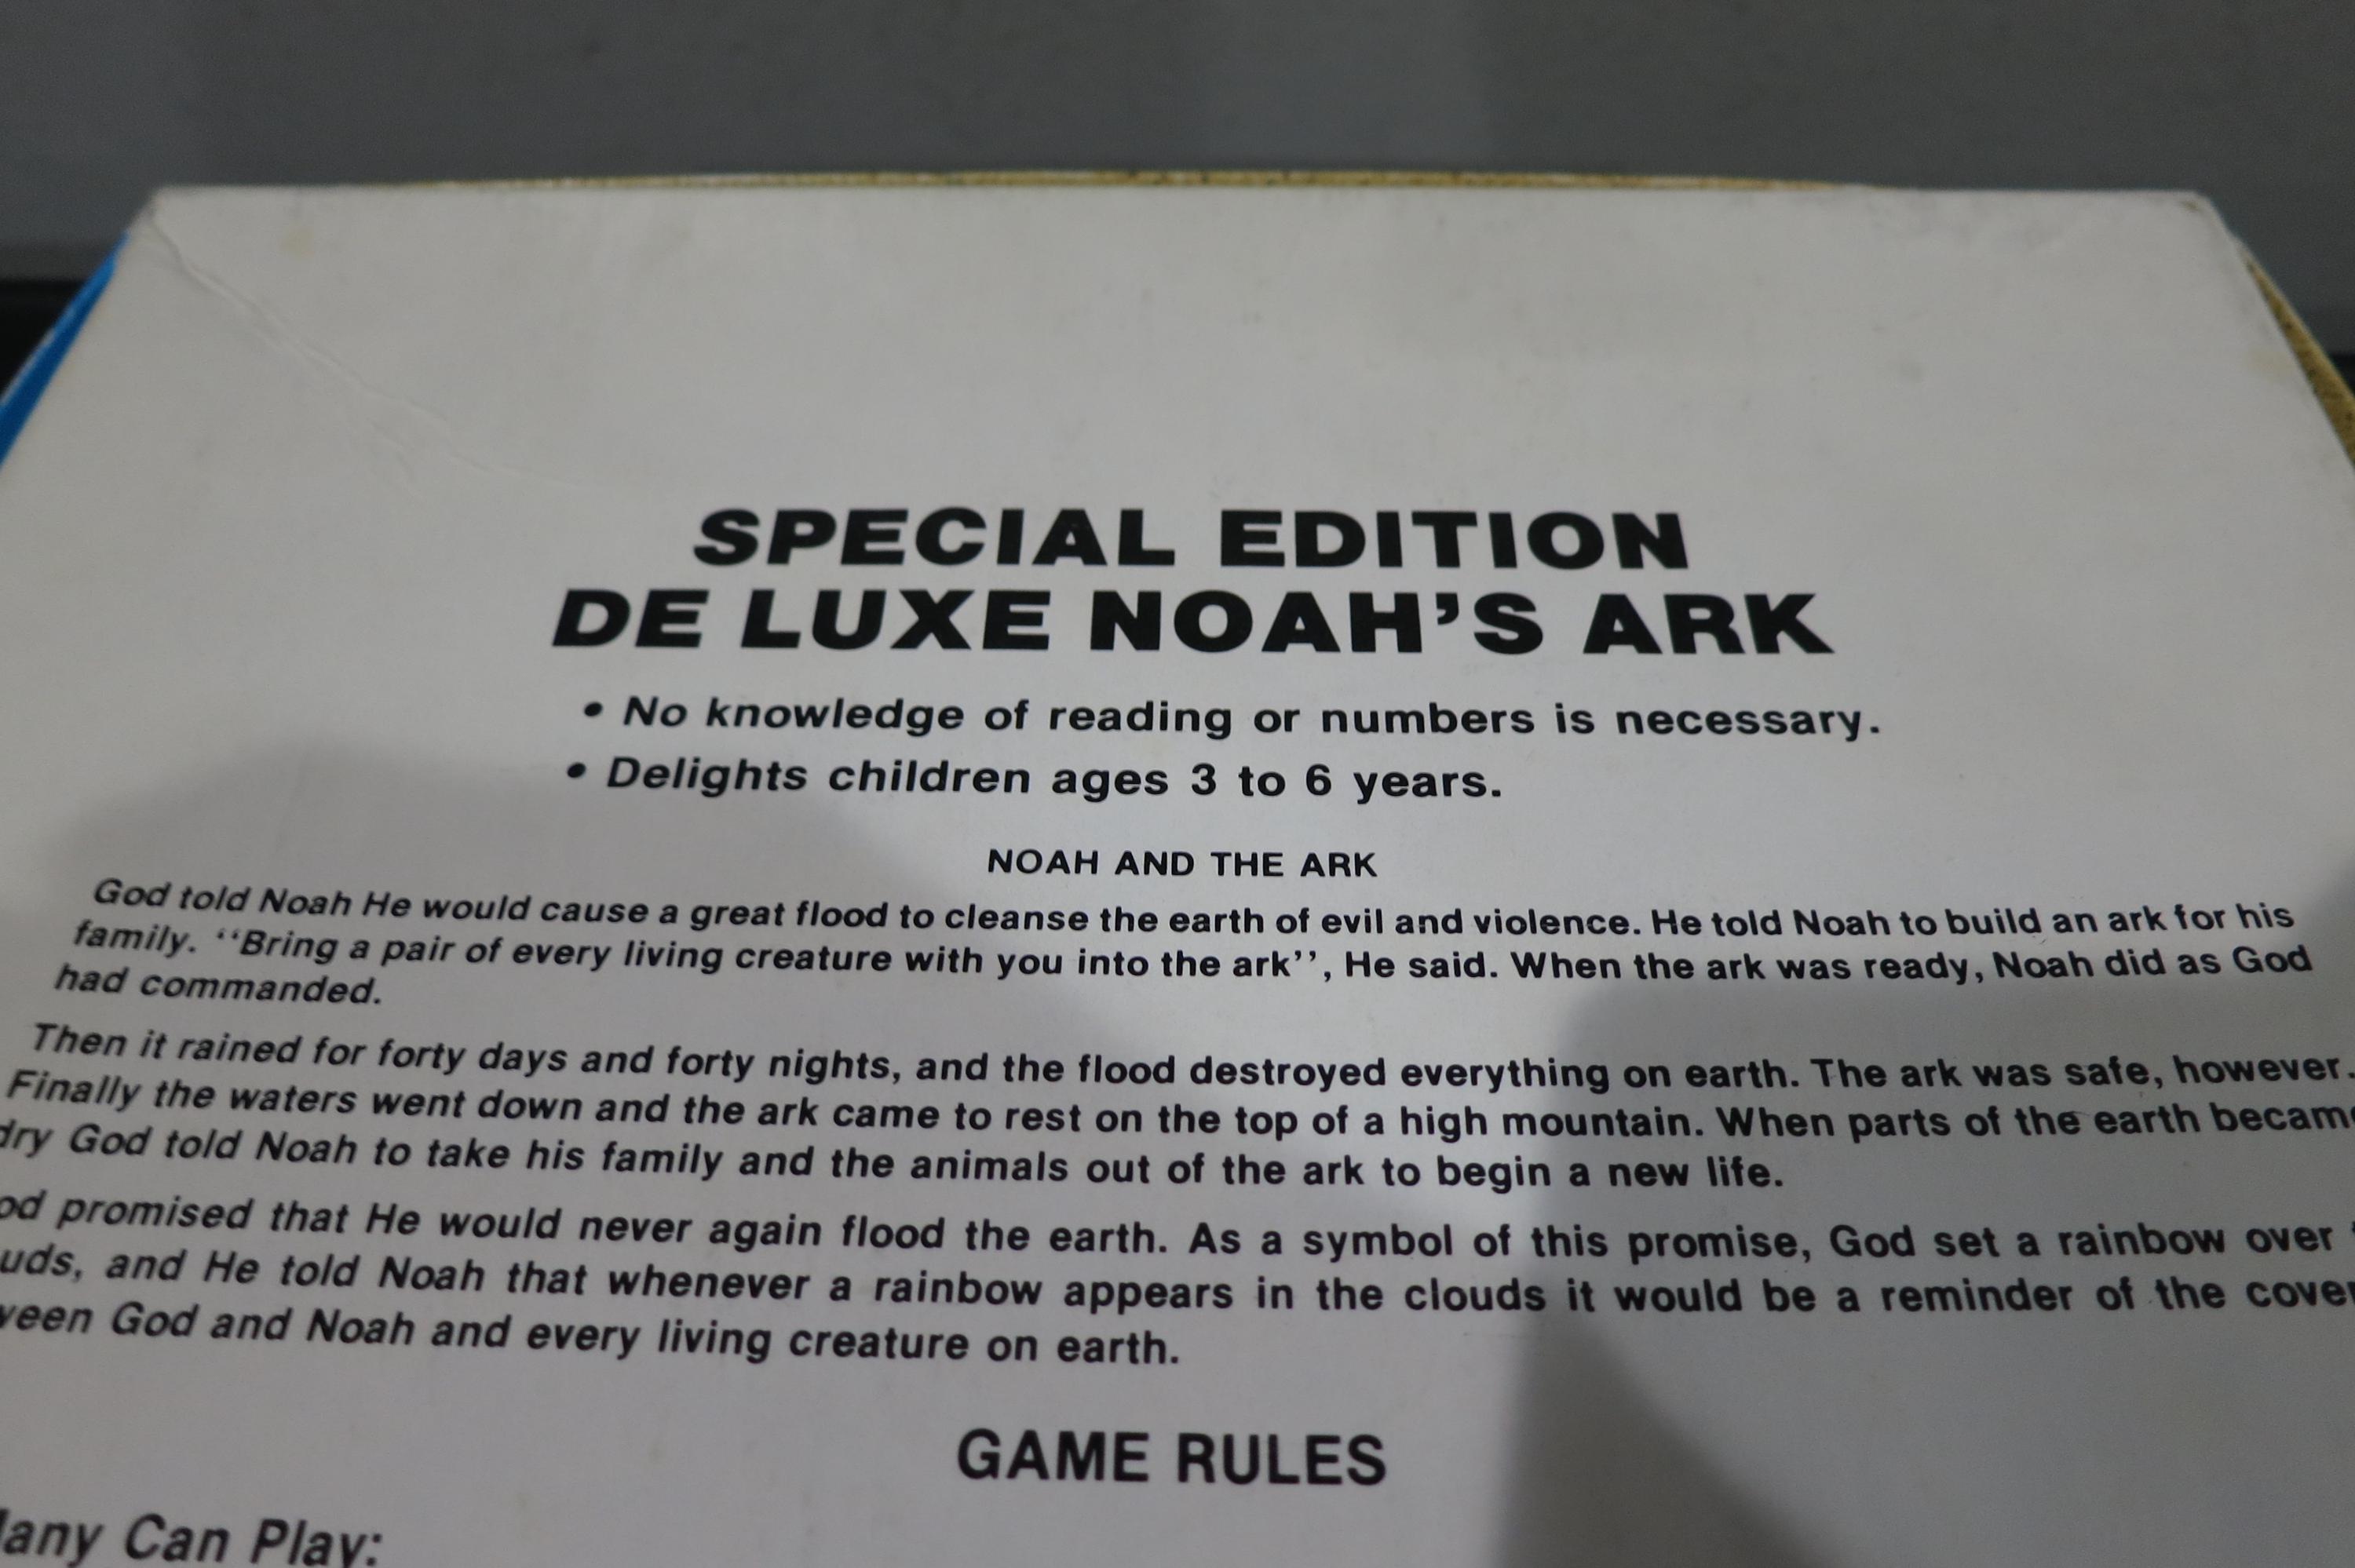 SPECIAL EDITION
DE LUXE NOAH'S ARK
• No knowledge of reading or numbers is necessary.
• Delights children ages 3 to 6 years.
NOAH AND THE ARK
God told Noah He would cause a great flood to cleanse the earth of evil and violence. He told Noah to build an ark for his
family. ‘‘Bring a pair of every living creature with you into the ark’’, He said. When the ark was ready, Noah did as God
had commanded.
Then it rained for forty days and forty nights, and the flood destroyed everything on earth. The ark was safe, however.
Finally the waters went down and the ark came to rest on the top of a high mountain. When parts of the earth became
dry God told Noah to take his family and the animals out of the ark to begin a new life.
promised that He would never again flood the earth. As a symbol of this promise, God set a rainbow over
and He told Noah that whenever a rainbow appears in the clouds it would be a reminder of the
God and Noah and every living creature on earth.
GAME RULES
Many Can Play: